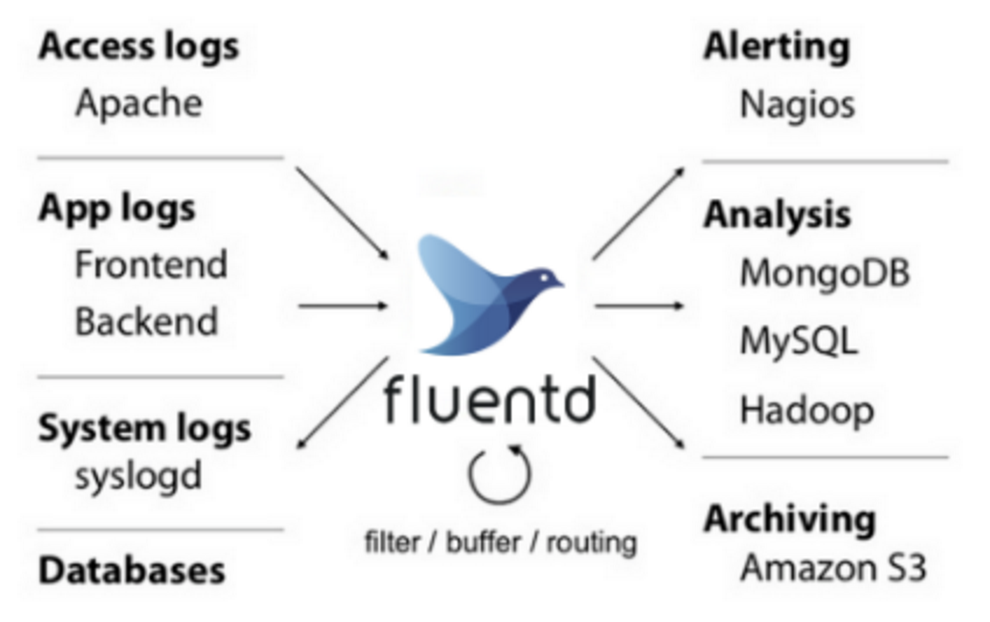 Access logs
Apache
App logs
Frontend
Backend
System logs
syslogd
Databases
fluentd
filter / buffer / routing
Alerting
Nagios
Analysis
MongoDB
MySQL
Hadoop
Archiving
Amazon S3